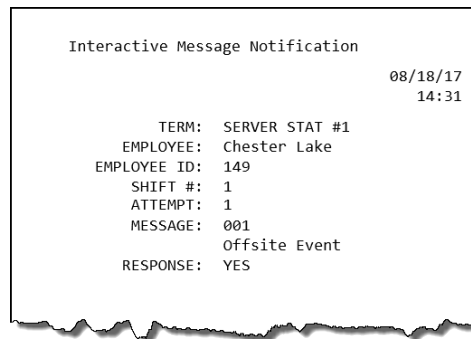 Interactive Message Notification
08/18/17
14:31
TERM: SERVER STAT #1
EMPLOYEE: Chester Lake
EMPLOYEE ID: 149
SHIFT #: 1
ATTEMPT: 1
MESSAGE: 001
Offsite Event
RESPONSE: YES